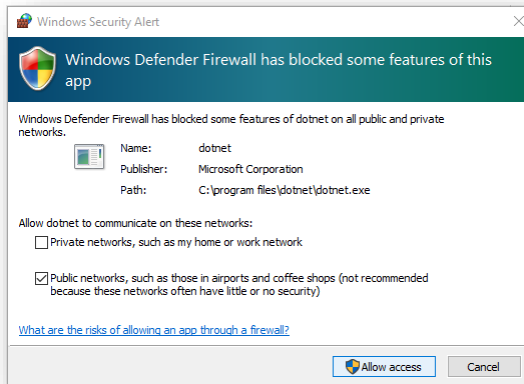 Windows Security Alert
Windows Defender Firewall has blocked some features of this
app
Windows Defender Firewall has blocked some features of dotnet on all public and private
networks.
Name: dotnet
Publisher: Microsoft Corporation
Path: C:\program files\dotnet\dotnet.exe
Allow dotnet to communicate on these networks:
Private networks, such as my home or work network
Public networks, such as those in airports and coffee shops (not recommended
because these networks often have little or no security)
What are the risks of allowing an app through a firewall?
Allow access Cancel